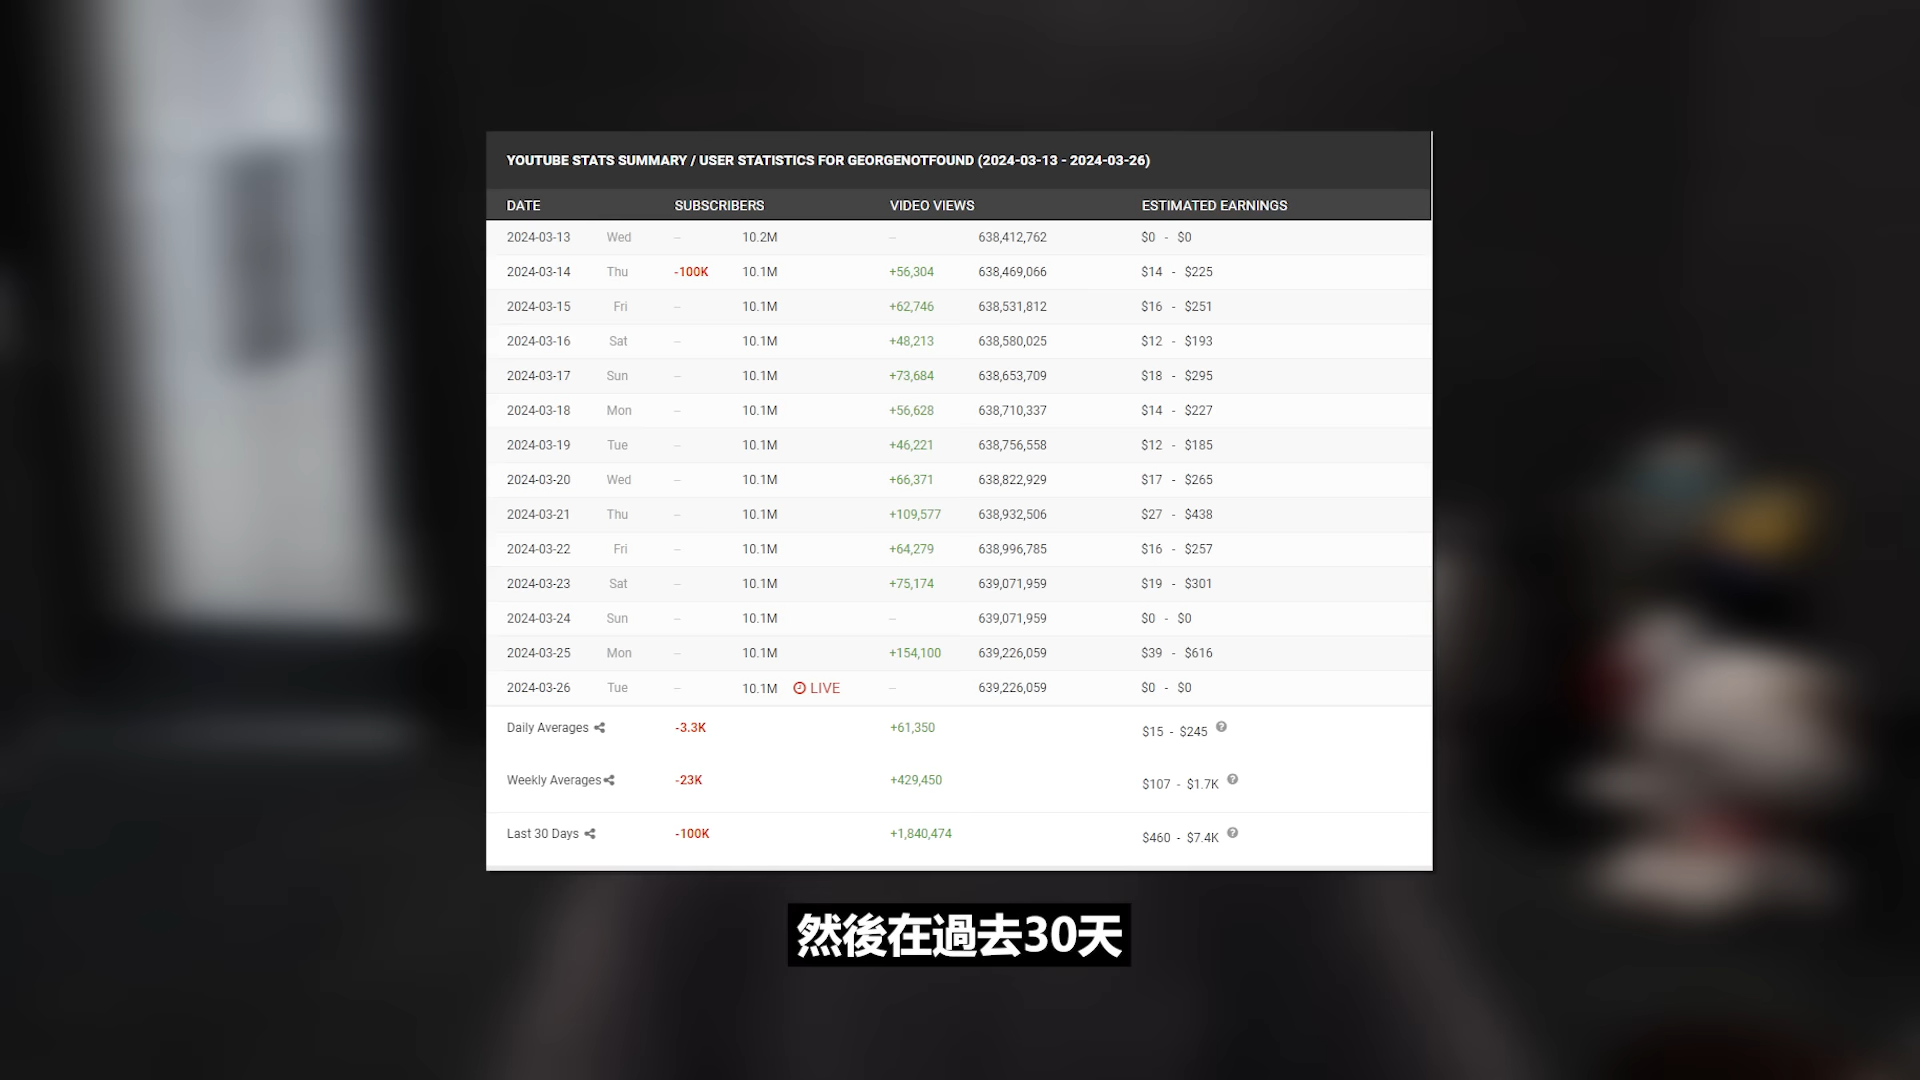 YOUTUBE STATS SUMMARY / USER STATISTICS FOR GEORGENOTFOUND (2024-03-13 - 2024-03-26)
DATE SUBSCRIBERS VIDEO VIEWS ESTIMATED EARNINGS
2024-03-13 Wed – 10.2M – 638,412,762 $0 - $0
2024-03-14 Thu -100K 10.1M +56,304 638,469,066 $14 - $225
2024-03-15 Fri – 10.1M +62,746 638,531,812 $16 - $251
2024-03-16 Sat – 10.1M +48,213 638,580,025 $12 - $193
2024-03-17 Sun – 10.1M +73,684 638,653,709 $18 - $295
2024-03-18 Mon – 10.1M +56,628 638,710,337 $14 - $227
2024-03-19 Tue – 10.1M +46,221 638,756,558 $12 - $185
2024-03-20 Wed – 10.1M +66,371 638,822,929 $17 - $265
2024-03-21 Thu – 10.1M +109,577 638,932,506 $27 - $438
2024-03-22 Fri – 10.1M +64,279 638,996,785 $16 - $257
2024-03-23 Sat – 10.1M +75,174 639,071,959 $19 - $301
2024-03-24 Sun – 10.1M – 639,071,959 $0 - $0
2024-03-25 Mon – 10.1M +154,100 639,226,059 $39 - $616
2024-03-26 Tue – 10.1M LIVE – 639,226,059 $0 - $0
Daily Averages -3.3K +61,350 $15 - $245
Weekly Averages -23K +429,450 $107 - $1.7K
Last 30 Days -100K +1,840,474 $460 - $7.4K
然後在過去30天